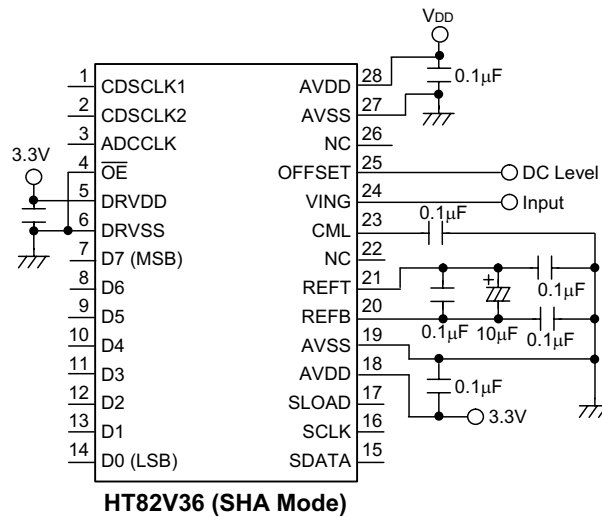 VDD
0.1μF
3.3V
1 CDSCLK1
2 CDSCLK2
3 ADCCLK
4 OE
5 DRVDD
6 DRVSS
7 D7 (MSB)
8 D6
9 D5
10 D4
11 D3
12 D2
13 D1
14 D0 (LSB)
AVDD 28
AVSS 27
NC 26
OFFSET 25 DC Level
VING 24 Input
CML 23 0.1μF
NC 22
REFT 21 + 0.1μF
REFB 20 0.1μF 10μF 0.1μF
AVSS 19
AVDD 18 0.1μF
SLOAD 17 3.3V
SCLK 16
SDATA 15
HT82V36 (SHA Mode)